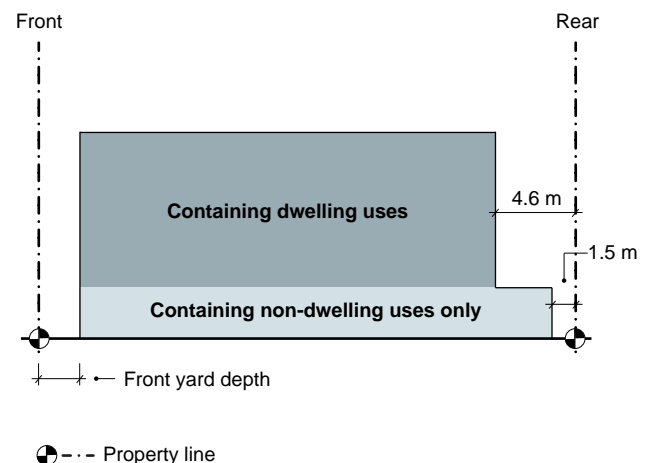 Front
Rear
Containing dwelling uses
4.6 m
1.5 m
Containing non-dwelling uses only
Front yard depth
Property line